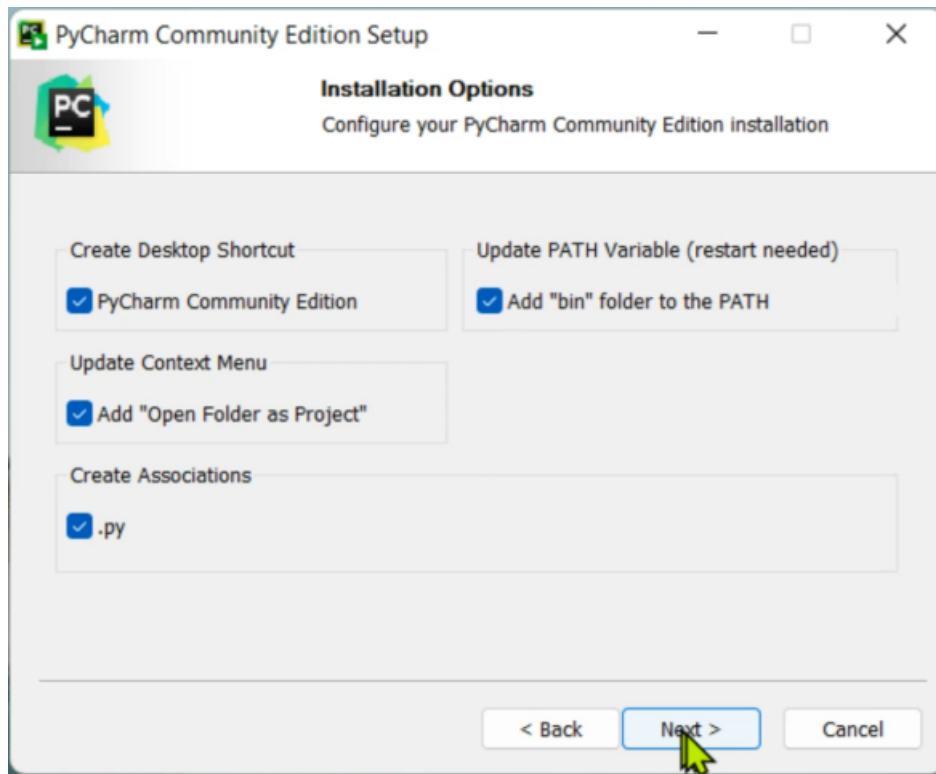 PyCharm Community Edition Setup
PC
Installation Options
Configure your PyCharm Community Edition installation
Create Desktop Shortcut
PyCharm Community Edition
Update PATH Variable (restart needed)
Add "bin" folder to the PATH
Update Context Menu
Add "Open Folder as Project"
Create Associations
.py
< Back
Next >
Cancel